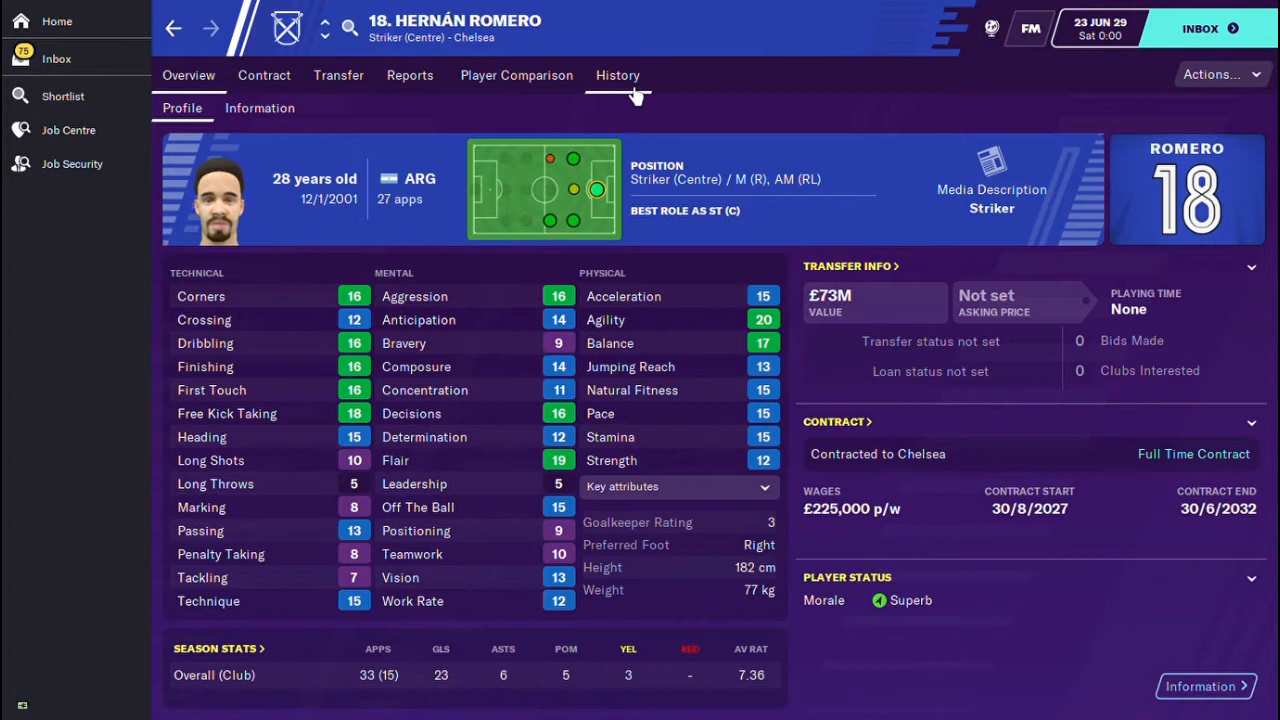 Home
75
Inbox
Shortlist
Job Centre
Job Security
18. HERNÁN ROMERO
Striker (Centre) - Chelsea
FM
23 JUN 29
Sat 0:00
INBOX
Overview Contract Transfer Reports Player Comparison History
Actions...
Profile Information
28 years old
12/1/2001
ARG
27 apps
POSITION
Striker (Centre) / M (R), AM (RL)
BEST ROLE AS ST (C)
Media Description
Striker
ROMERO
18
TECHNICAL
Corners 16
Crossing 12
Dribbling 16
Finishing 16
First Touch 16
Free Kick Taking 18
Heading 15
Long Shots 10
Long Throws 5
Marking 8
Passing 13
Penalty Taking 8
Tackling 7
Technique 15
MENTAL
Aggression 16
Anticipation 14
Bravery 9
Composure 14
Concentration 11
Decisions 16
Determination 12
Flair 19
Leadership 5
Off The Ball 15
Positioning 9
Teamwork 10
Vision 13
Work Rate 12
PHYSICAL
Acceleration 15
Agility 20
Balance 17
Jumping Reach 13
Natural Fitness 15
Pace 15
Stamina 15
Strength 12
Key attributes
Goalkeeper Rating 3
Preferred Foot Right
Height 182 cm
Weight 77 kg
TRANSFER INFO >
£73M
VALUE
Not set
ASKING PRICE
PLAYING TIME
None
Transfer status not set
0 Bids Made
Loan status not set
0 Clubs Interested
CONTRACT >
Contracted to Chelsea Full Time Contract
WAGES
£225,000 p/w
CONTRACT START
30/8/2027
CONTRACT END
30/6/2032
PLAYER STATUS
Morale Superb
SEASON STATS > APPS GLS ASTS POM YEL RED AV RAT
Overall (Club) 33 (15) 23 6 5 3 - 7.36
Information >